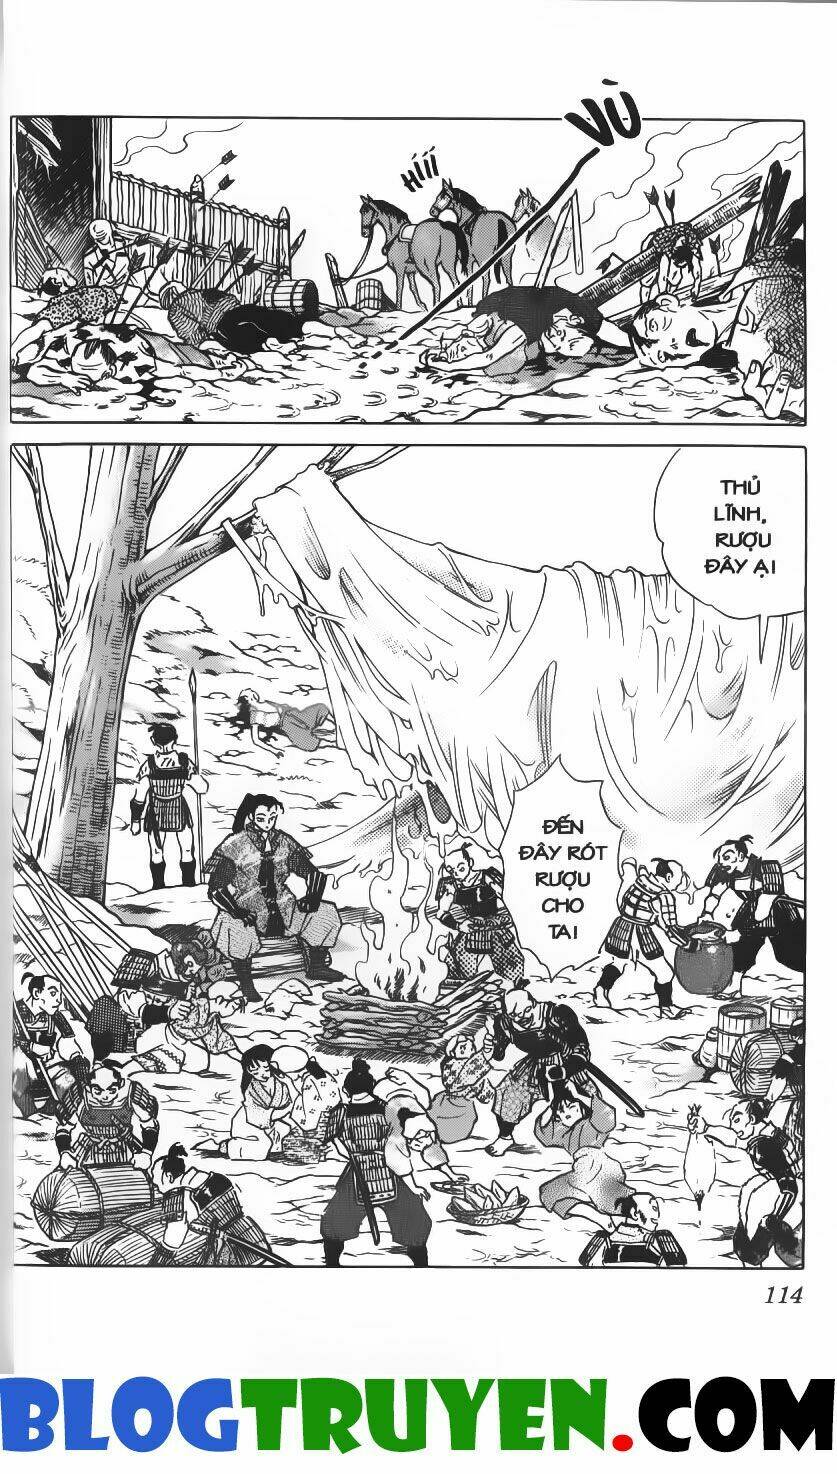 VÙ
HÍÍÍ
THỦ
LĨNH,
RƯỢU
ĐÂY ẠI
ĐẾN
ĐÂY RÓT
RƯỢU
CHO
TAI
114
BLOGTRUYEN.COM